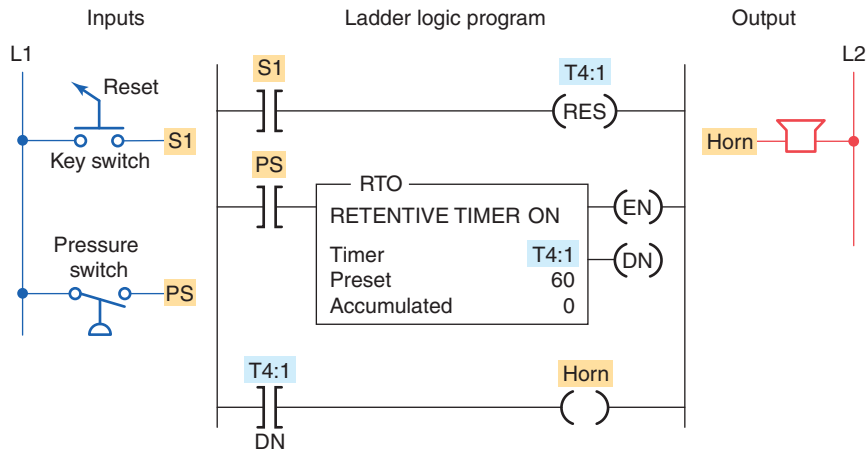 Inputs
Ladder logic program
Output
L1
L2
S1
T4:1
Reset
RES
S1
Key switch
Horn
PS
RTO
RETENTIVE TIMER ON
EN
Timer T4:1
DN
Preset 60
Accumulated 0
Pressure
switch
PS
T4:1
Horn
DN